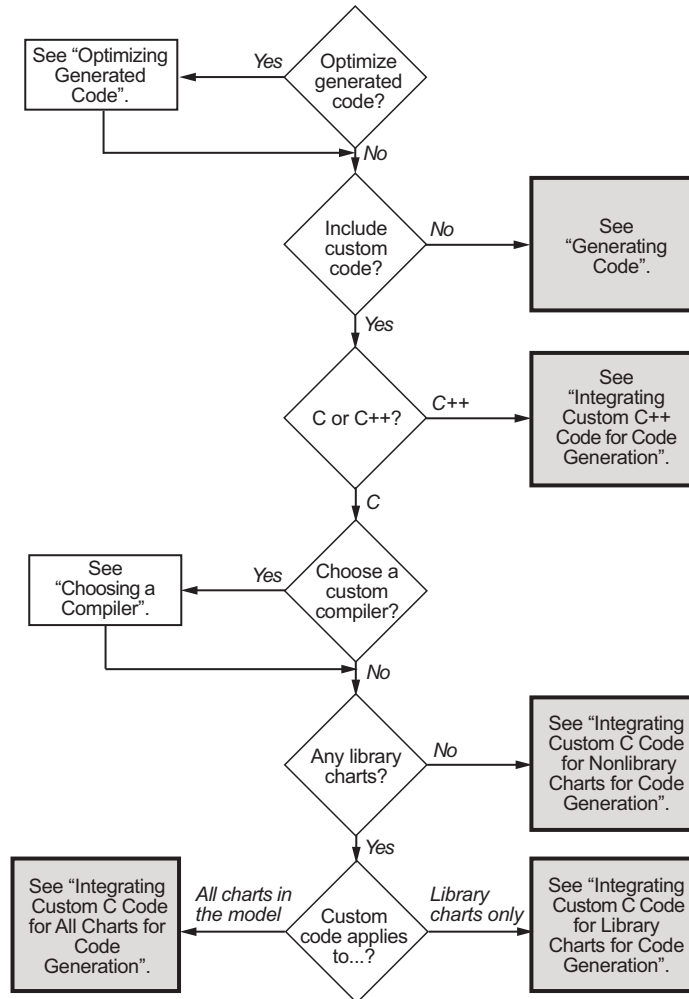 See “Optimizing
Generated
Code”.
Yes
Optimize
generated
code?
No
Include
custom
code?
No
See
“Generating
Code”.
Yes
C or C++?
C++
See
“Integrating
Custom C++
Code for Code
Generation”.
C
See
“Choosing a
Compiler”.
Yes
Choose a
custom
compiler?
No
Any library
charts?
No
See “Integrating
Custom C Code
for Nonlibrary
Charts for Code
Generation”.
Yes
See “Integrating
Custom C Code
for All Charts for
Code
Generation”.
All charts in
the model
Custom
code applies
to...?
Library
charts only
See “Integrating
Custom C Code
for Library
Charts for Code
Generation”.